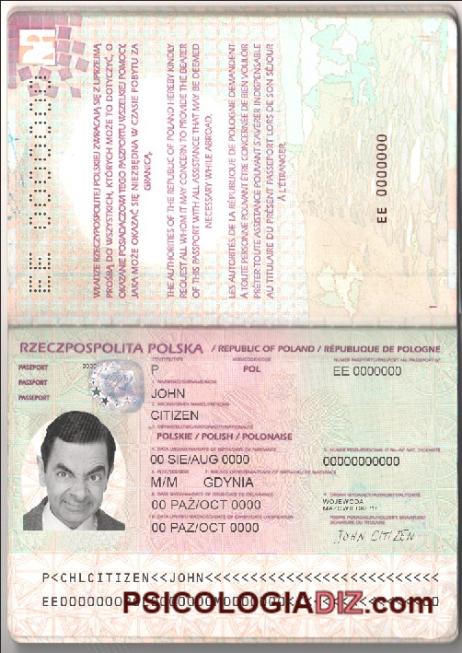 EE 0000000
WŁADZE RZECZYPOSPOLITEJ POLSKIEJ ZWRACAJĄ SIĘ Z UPRZEJMĄ
PROŚBĄ DO WSZYSTKICH, KTÓRYCH MOŻE TO DOTYCZYĆ, O
OKAZANIE POSIADACZOWI TEGO PASZPORTU WSZELKIEJ POMOCY,
JAKA MOŻE OKAZAĆ SIĘ NIEZBĘDNA W CZASIE POBYTU ZA
GRANICĄ.
THE AUTHORITIES OF THE REPUBLIC OF POLAND HEREBY KINDLY
REQUEST ALL WHOM IT MAY CONCERN TO PROVIDE THE BEARER
OF THIS PASSPORT WITH ALL ASSISTANCE THAT MAY BE DEEMED
NECESSARY WHILE ABROAD.
LES AUTORITÉS DE LA RÉPUBLIQUE DE POLOGNE DEMANDENT
À TOUTE PERSONNE POUVANT ÊTRE CONCERNÉE DE BIEN VOULOIR
PRÊTER TOUTE ASSISTANCE POUVANT S'AVÉRER INDISPENSABLE
AU TITULAIRE DU PRÉSENT PASSEPORT LORS DE SON SÉJOUR
À L'ÉTRANGER.
EE 0000000
1
RZECZPOSPOLITA POLSKA / REPUBLIC OF POLAND / RÉPUBLIQUE DE POLOGNE
PASZPORT
PASSPORT
PASSEPORT
P POL EE 0000000
JOHN
CITIZEN
POLSKIE / POLISH / POLONAISE
00 SIE/AUG 0000 00000000000
M/M GDYNIA
00 PAŹ/OCT 0000
WOJEWODA
MAZOWIECKI
00 PAZ/OCT 0000
JOHN CITIZEN
P<CHLCITIZEN<<JOHN<<<<<<<<<<<<<<<<<<<<<<<<<<
PSICOLOGIADIZ.com